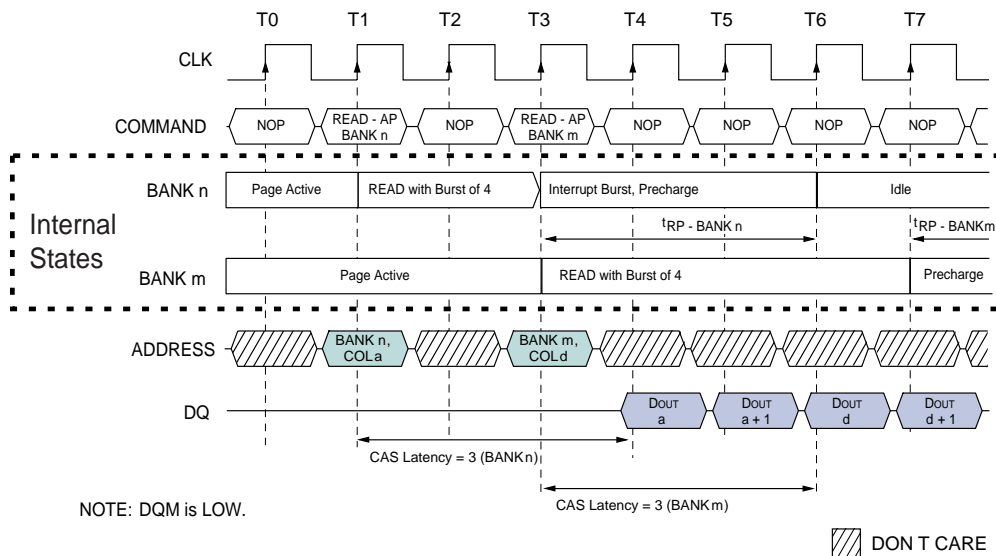 T0 T1 T2 T3 T4 T5 T6 T7
CLK
COMMAND NOP READ - AP NOP READ - AP NOP NOP NOP NOP
BANK n BANK m
BANK n Page Active READ with Burst of 4 Interrupt Burst, Precharge Idle
Internal
States
tRP - BANK n tRP - BANK m
BANK m Page Active READ with Burst of 4 Precharge
ADDRESS BANK n, BANK m,
COL a COL d
DQ DOUT DOUT DOUT DOUT
a a + 1 d d + 1
CAS Latency = 3 (BANK n)
CAS Latency = 3 (BANK m)
NOTE: DQM is LOW.
DON T CARE